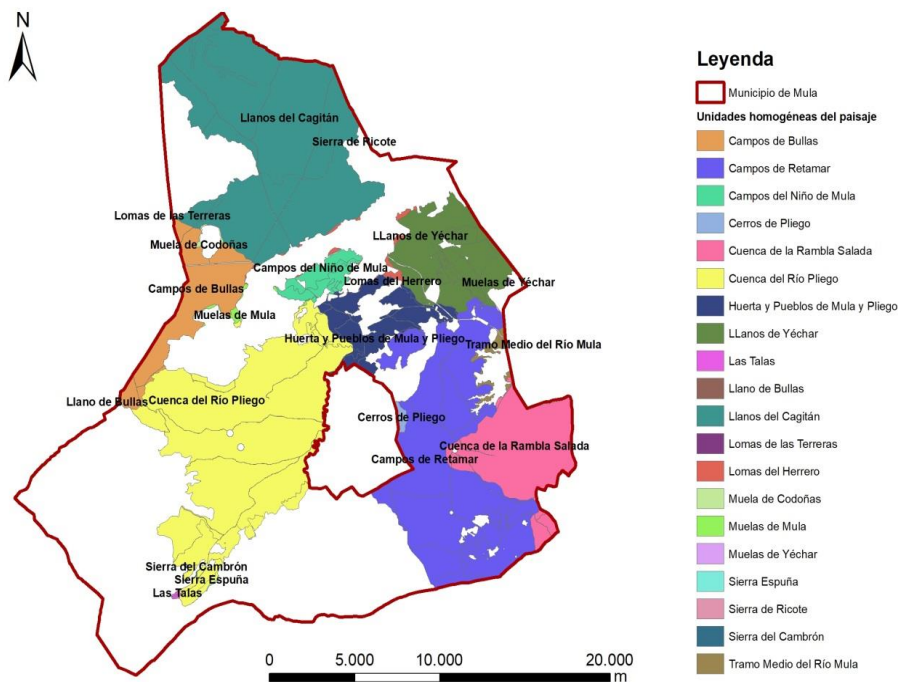 N
Llanos del Cagitán
Sierra de Ricote
Lomas de las Terreras
LLanos de Yéchar
Muela de Codoñas
Campos del Niño de Mula
Lomas del Herrero
Muelas de Yéchar
Campos de Bullas
Muelas de Mula
Huerta y Pueblos de Mula y Pliego
Tramo Medio del Río Mula
Llano de Bullas
Cuenca del Río Pliego
Cerros de Pliego
Cuenca de la Rambla Salada
Campos de Retamar
Sierra del Cambrón
Sierra Espuña
Las Talas
0 5.000 10.000 20.000
m
Leyenda
Municipio de Mula
Unidades homogéneas del paisaje
Campos de Bullas
Campos de Retamar
Campos del Niño de Mula
Cerros de Pliego
Cuenca de la Rambla Salada
Cuenca del Río Pliego
Huerta y Pueblos de Mula y Pliego
LLanos de Yéchar
Las Talas
Llano de Bullas
Llanos del Cagitán
Lomas de las Terreras
Lomas del Herrero
Muela de Codoñas
Muelas de Mula
Muelas de Yéchar
Sierra Espuña
Sierra de Ricote
Sierra del Cambrón
Tramo Medio del Río Mula